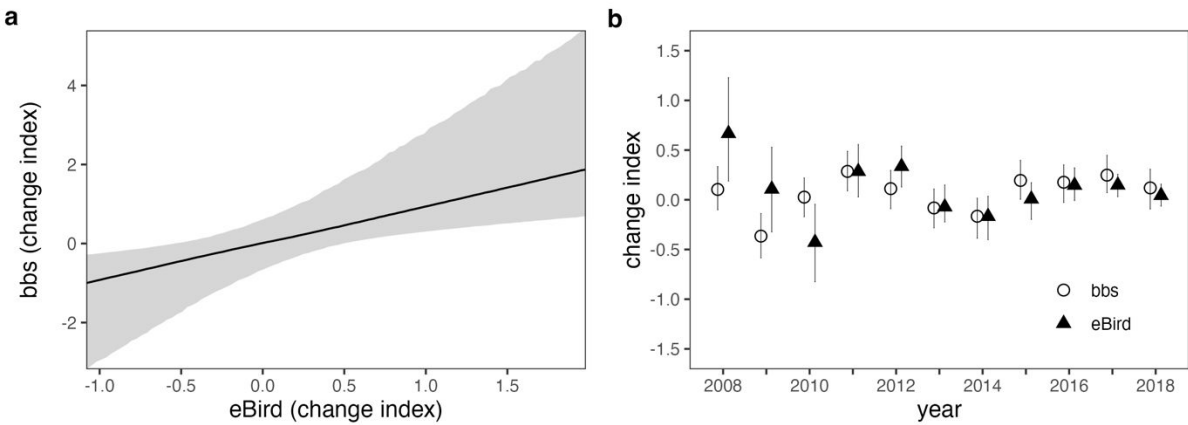 a
4
2
0
-2
bbs (change index)
-1.0 -0.5 0.0 0.5 1.0 1.5
eBird (change index)
b
1.5
1.0
0.5
0.0
-0.5
-1.0
-1.5
change index
bbs
eBird
2008 2010 2012 2014 2016 2018
year